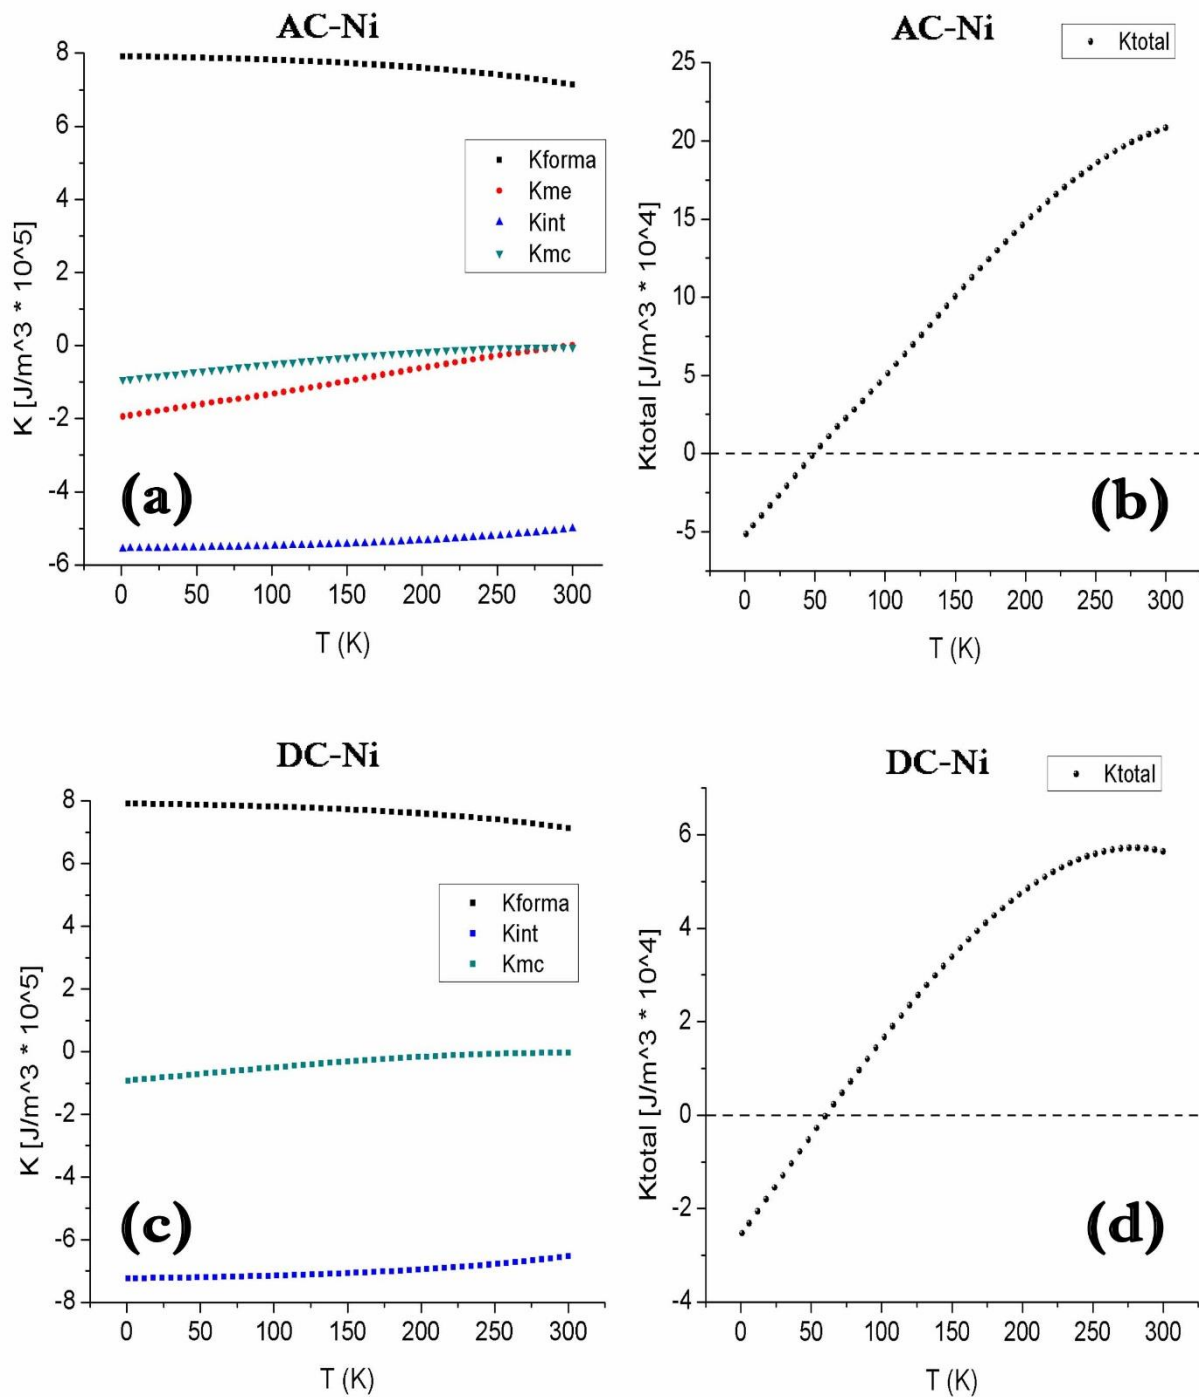 AC-Ni
8
6
4
2
0
-2
-4
-6
K [J/m^3 * 10^5]
Kforma
Kme
Kint
Kmc
(a)
0 50 100 150 200 250 300
T (K)
AC-Ni
Ktotal
25
20
15
10
5
0
-5
Ktotal [J/m^3 * 10^4]
(b)
0 50 100 150 200 250 300
T (K)
DC-Ni
8
6
4
2
0
-2
-4
-6
-8
K [J/m^3 * 10^5]
Kforma
Kint
Kmc
(c)
0 50 100 150 200 250 300
T (K)
DC-Ni
Ktotal
6
4
2
0
-2
-4
Ktotal [J/m^3 * 10^4]
(d)
0 50 100 150 200 250 300
T (K)